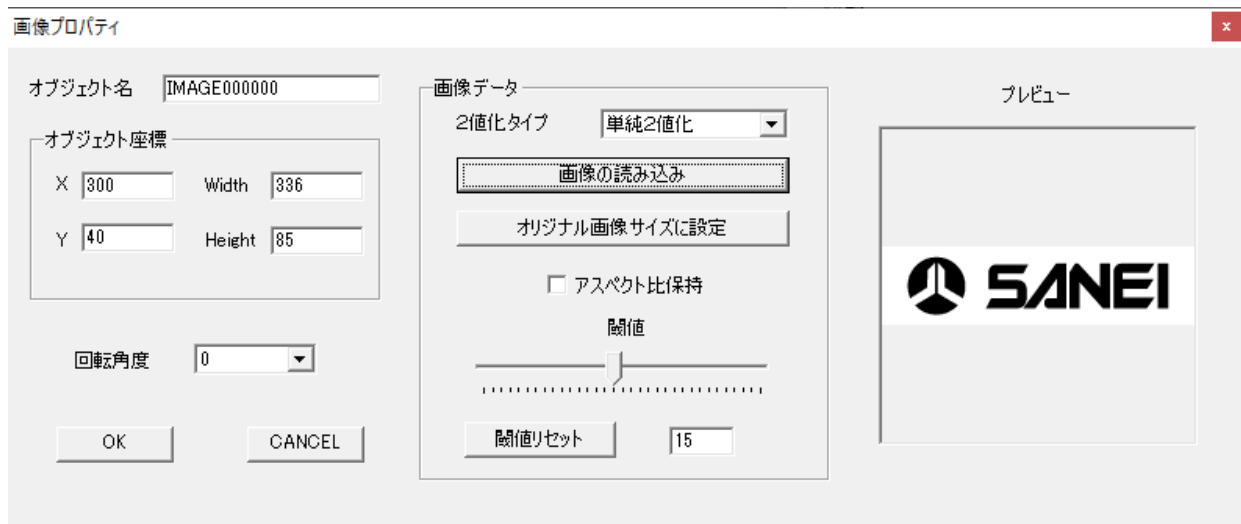 画像プロパティ
x
オブジェクト名 IMAGE000000
オブジェクト座標
X 300 Width 336
Y 40 Height 85
回転角度 0
OK CANCEL
画像データ
2値化タイプ 単純2値化
画像の読み込み
オリジナル画像サイズに設定
アスペクト比保持
閾値
閾値リセット 15
プレビュー
SANEI